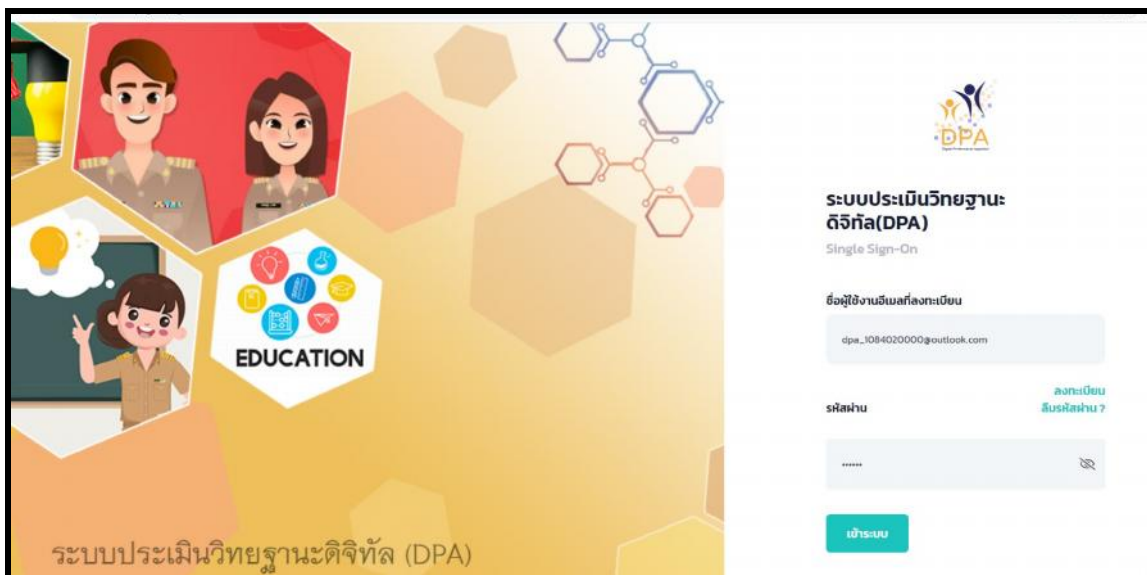 EDUCATION
ระบบประเมินวิทยฐานะดิจิทัล (DPA)
DPA
ระบบประเมินวิทยฐานะ
ดิจิทัล(DPA)
Single Sign-On
ชื่อผู้ใช้งานอีเมลที่ลงทะเบียน
dpa_1084020000@outlook.com
ลงทะเบียน
รหัสผ่าน
ลืมรหัสผ่าน ?
••••••
เข้าระบบ